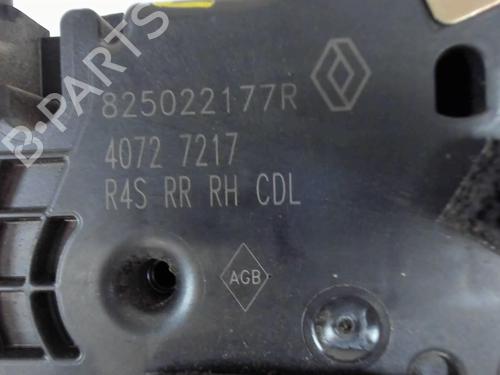 825022177R
4072 7217
R4S RR RH CDL
AGB
B-PARTS